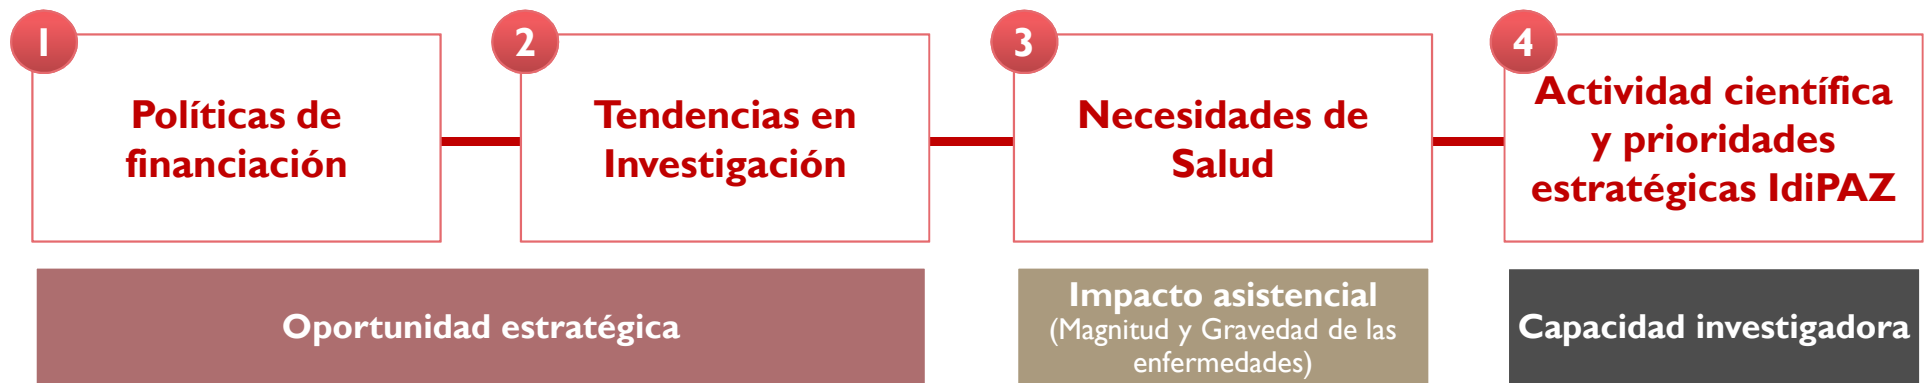 1
Políticas de
financiación
2
Tendencias en
Investigación
3
Necesidades de
Salud
4
Actividad científica
y prioridades
estratégicas IdiPAZ
Oportunidad estratégica
Impacto asistencial
(Magnitud y Gravedad de las
enfermedades)
Capacidad investigadora